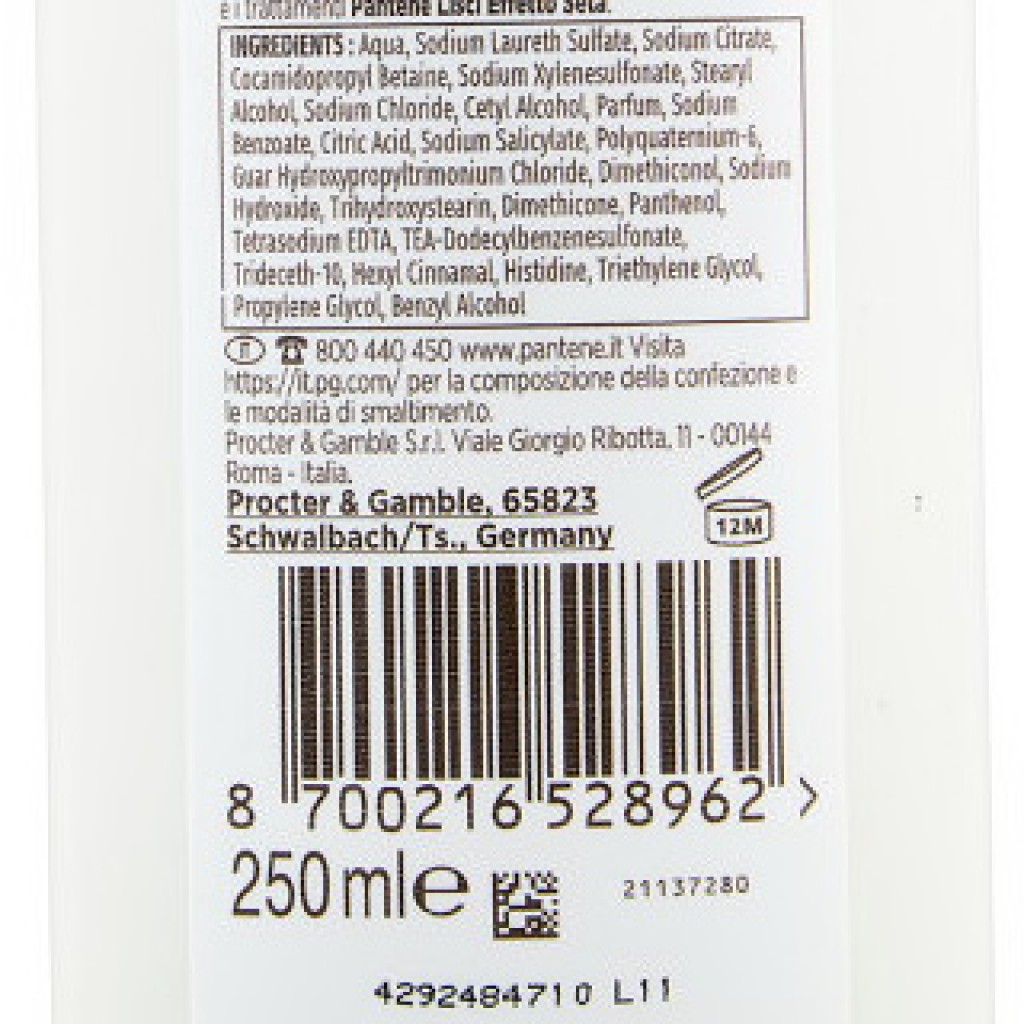 e i trattamenti Pantene Lisci Effetto Seta.
INGREDIENTS : Aqua, Sodium Laureth Sulfate, Sodium Citrate,
Cocamidopropyl Betaine, Sodium Xylenesulfonate, Stearyl
Alcohol, Sodium Chloride, Cetyl Alcohol, Parfum, Sodium
Benzoate, Citric Acid, Sodium Salicylate, Polyquaternium-6,
Guar Hydroxypropyltrimonium Chloride, Dimethiconol, Sodium
Hydroxide, Trihydroxystearin, Dimethicone, Panthenol,
Tetrasodium EDTA, TEA-Dodecylbenzenesulfonate,
Trideceth-10, Hexyl Cinnamal, Histidine, Triethylene Glycol,
Propylene Glycol, Benzyl Alcohol
IT ☎ 800 440 450 www.pantene.it Visita
https://it.pg.com/ per la composizione della confezione e
le modalità di smaltimento.
Procter & Gamble S.r.l. Viale Giorgio Ribotta, 11 - 00144
Roma - Italia.
Procter & Gamble, 65823
Schwalbach/Ts., Germany
12M
8 700216 528962 >
250 ml e
21137280
4292484710 L11